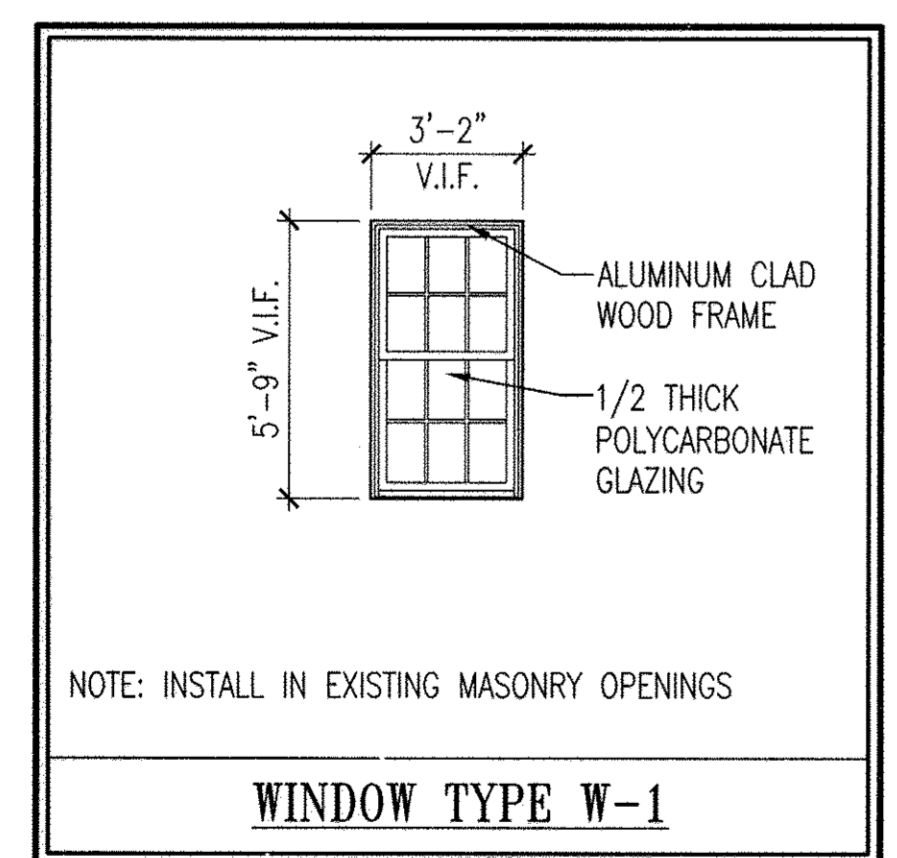 3'-2"
V.I.F.
5'-9" V.I.F.
ALUMINUM CLAD
WOOD FRAME
1/2 THICK
POLYCARBONATE
GLAZING
NOTE: INSTALL IN EXISTING MASONRY OPENINGS
WINDOW TYPE W-1